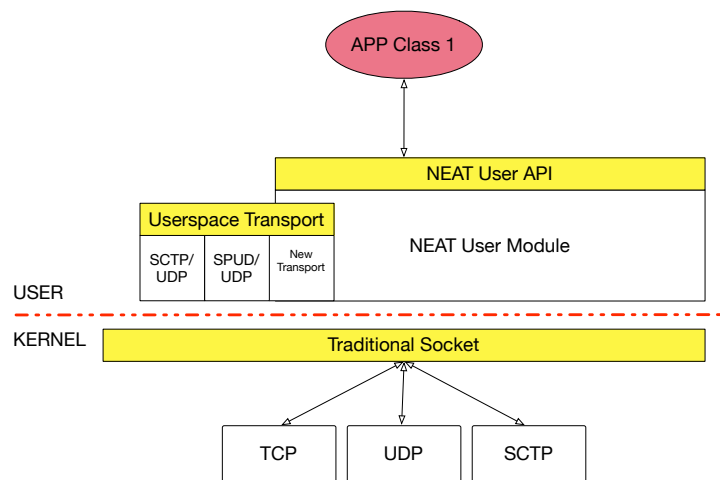 APP Class 1
NEAT User API
Userspace Transport
NEAT User Module
SCTP/
UDP
SPUD/
UDP
New
Transport
USER
KERNEL
Traditional Socket
TCP
UDP
SCTP